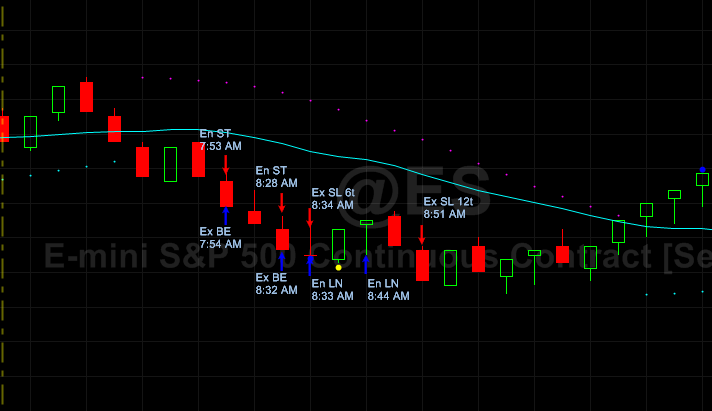 En ST
7:53 AM
En ST
8:28 AM
Ex SL 6t
8:34 AM
@ES
Ex SL 12t
8:51 AM
Ex BE
7:54 AM
E-mini S&P 500 Continuous Contract [Se
Ex BE
8:32 AM
En LN
8:33 AM
En LN
8:44 AM